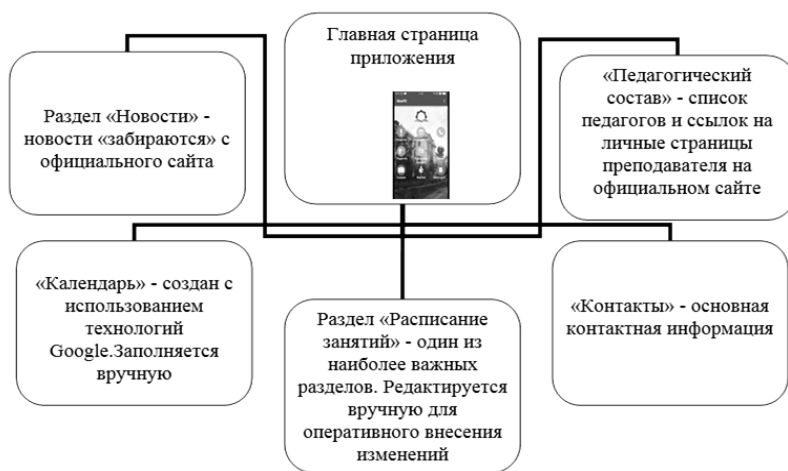 Главная страница
приложения
Раздел «Новости» -
новости «забираются» с
официального сайта
«Педагогический
состав» - список
педагогов и ссылок на
личные страницы
преподавателя на
официальном сайте
«Календарь» - создан с
использованием
технологий
Google.Заполняется
вручную
Раздел «Расписание
занятий» - один из
наиболее важных
разделов. Редактируется
вручную для
оперативного внесения
изменений
«Контакты» - основная
контактная информация